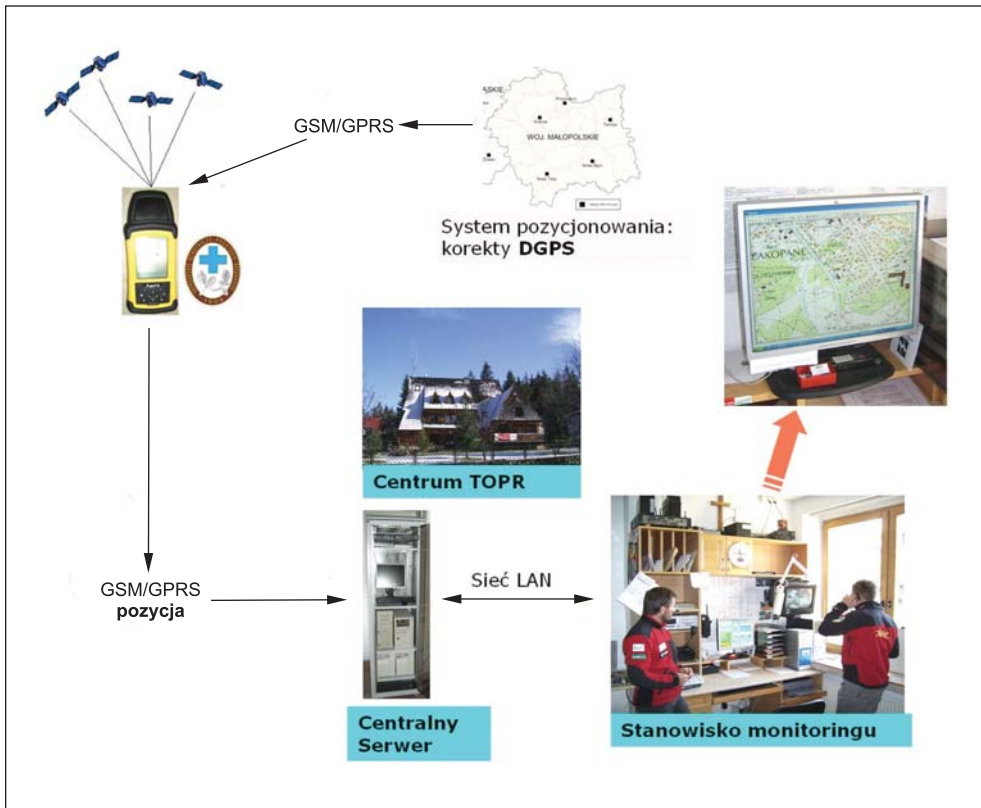 GSM/GPRS
WOJ. MAŁOPOLSKIE
System pozycjonowania:
korekty DGPS
ZAKOPANE
Centrum TOPR
GSM/GPRS
pozycja
Sieć LAN
Centralny
Serwer
Stanowisko monitoringu